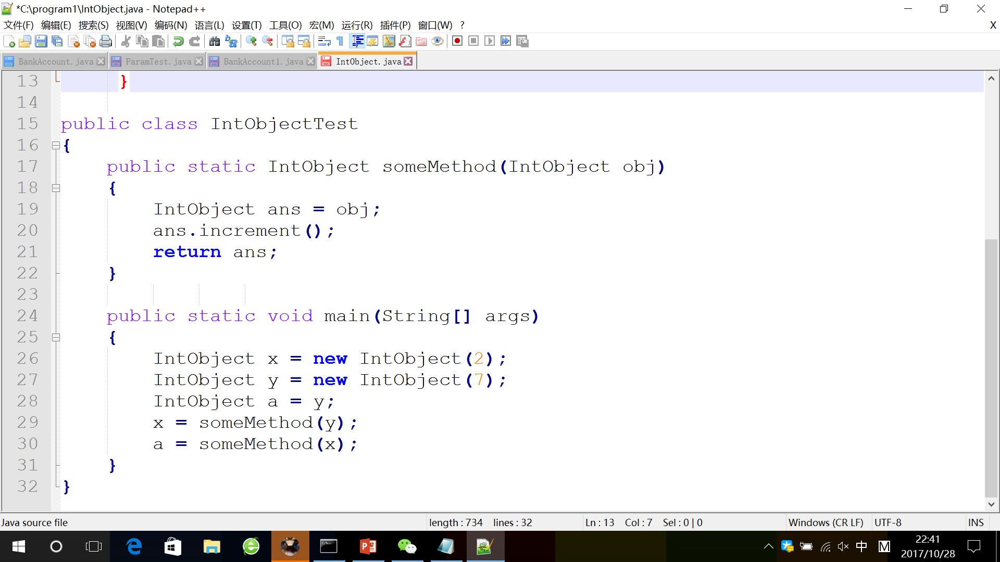 *C:\program1\IntObject.java - Notepad++
文件(F) 编辑(E) 搜索(S) 视图(V) 编码(N) 语言(L) 设置(T) 工具(O) 宏(M) 运行(R) 插件(P) 窗口(W) ? X
BankAccount.java ParamTest.java BankAccount1.java IntObject.java
13 }
14
15 public class IntObjectTest
16 {
17 public static IntObject someMethod(IntObject obj)
18 {
19 IntObject ans = obj;
20 ans.increment();
21 return ans;
22 }
23
24 public static void main(String[] args)
25 {
26 IntObject x = new IntObject(2);
27 IntObject y = new IntObject(7);
28 IntObject a = y;
29 x = someMethod(y);
30 a = someMethod(x);
31 }
32 }
Java source file length : 734 lines : 32 Ln : 13 Col : 7 Sel : 0 | 0 Windows (CR LF) UTF-8 INS
中 M 22:41
2017/10/28